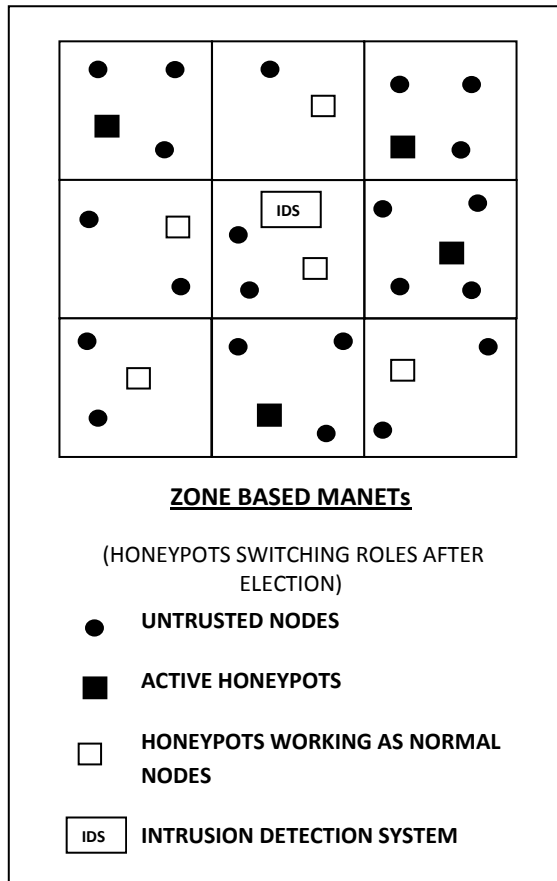 IDS
ZONE BASED MANETs
(HONEYPOTS SWITCHING ROLES AFTER
ELECTION)
UNTRUSTED NODES
ACTIVE HONEYPOTS
HONEYPOTS WORKING AS NORMAL
NODES
IDS INTRUSION DETECTION SYSTEM